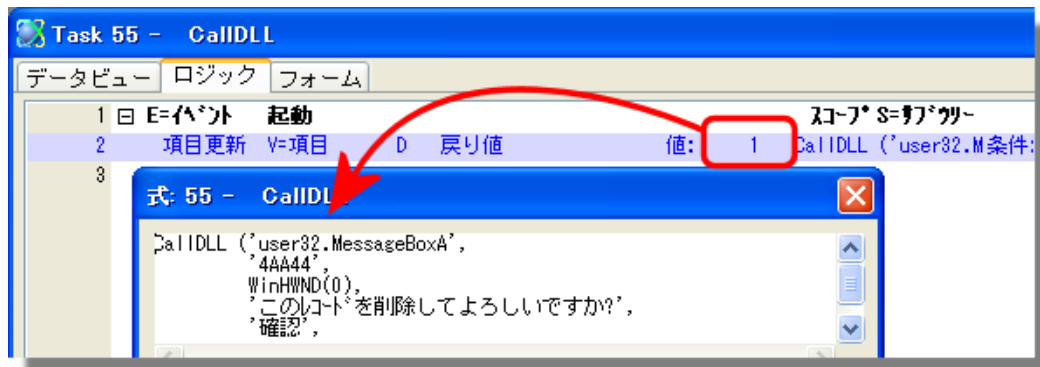 Task 55 - CallDLL
データビュー ロジック フォーム
1 E=ｲﾍﾞﾝﾄ 起動 ｽｺｰﾌﾟ S=ｻﾌﾞﾂﾘｰ
2 項目更新 V=項目 D 戻り値 値: 1 CallDLL ('user32.M 条件:
3
式: 55 - CallDL
CallDLL ('user32.MessageBoxA',
'4AA44',
WinHWND(0),
'このﾚｺｰﾄﾞを削除してよろしいですか?',
'確認',